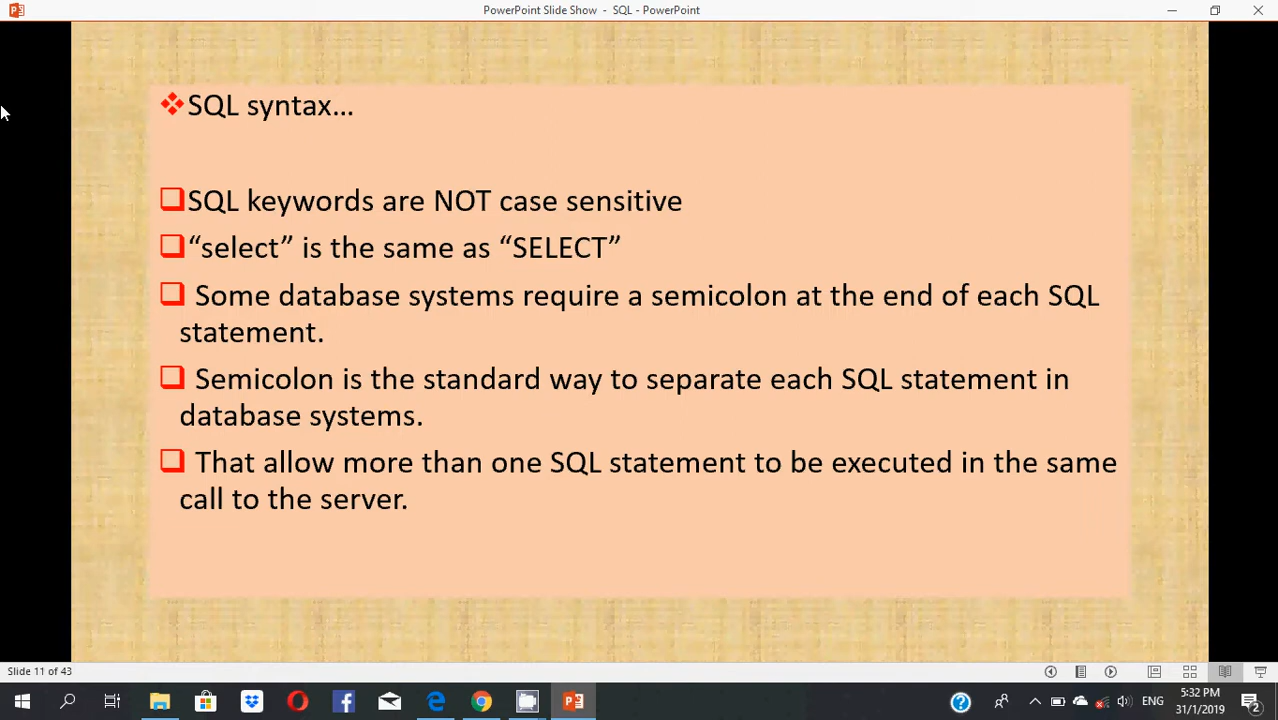 PowerPoint Slide Show - SQL - PowerPoint
SQL syntax...
SQL keywords are NOT case sensitive
“select” is the same as “SELECT”
Some database systems require a semicolon at the end of each SQL
statement.
Semicolon is the standard way to separate each SQL statement in
database systems.
That allow more than one SQL statement to be executed in the same
call to the server.
Slide 11 of 43
ENG
5:32 PM
31/1/2019
2